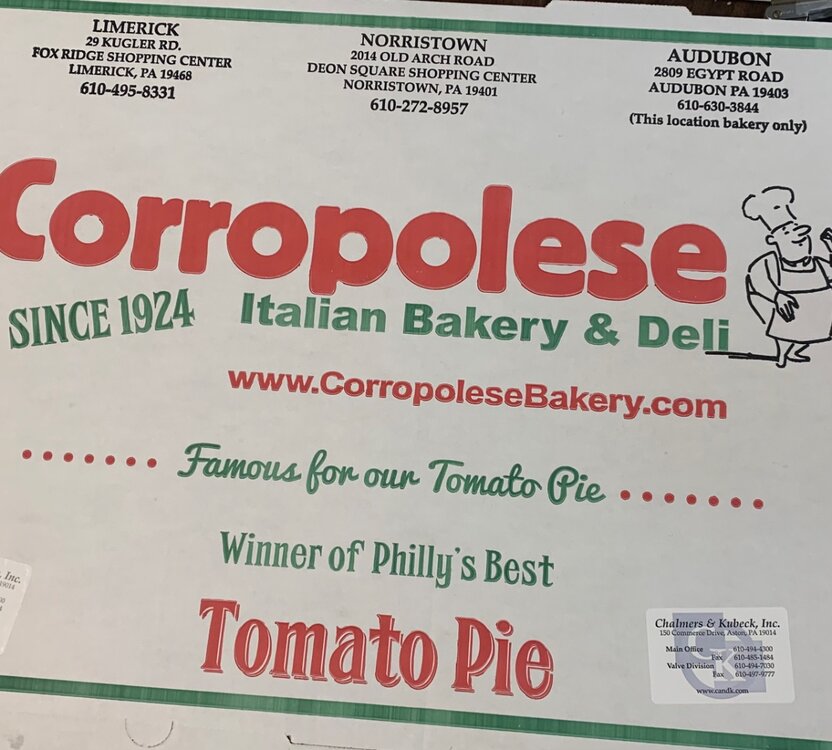 LIMERICK
29 KUGLER RD.
FOX RIDGE SHOPPING CENTER
LIMERICK, PA 19468
610-495-8331
NORRISTOWN
2014 OLD ARCH ROAD
DEON SQUARE SHOPPING CENTER
NORRISTOWN, PA 19401
610-272-8957
AUDUBON
2809 EGYPT ROAD
AUDUBON PA 19403
610-630-3844
(This location bakery only)
Corropolese
SINCE 1924
Italian Bakery & Deli
www.CorropoleseBakery.com
Famous for our Tomato Pie
Winner of Philly's Best
Tomato Pie
, Inc.
19014
Chalmers & Kubeck, Inc.
150 Commerce Drive, Aston, PA 19014
Main Office 610-494-4300
Fax 610-485-1484
Valve Division 610-494-7030
Fax 610-497-9777
www.candk.com